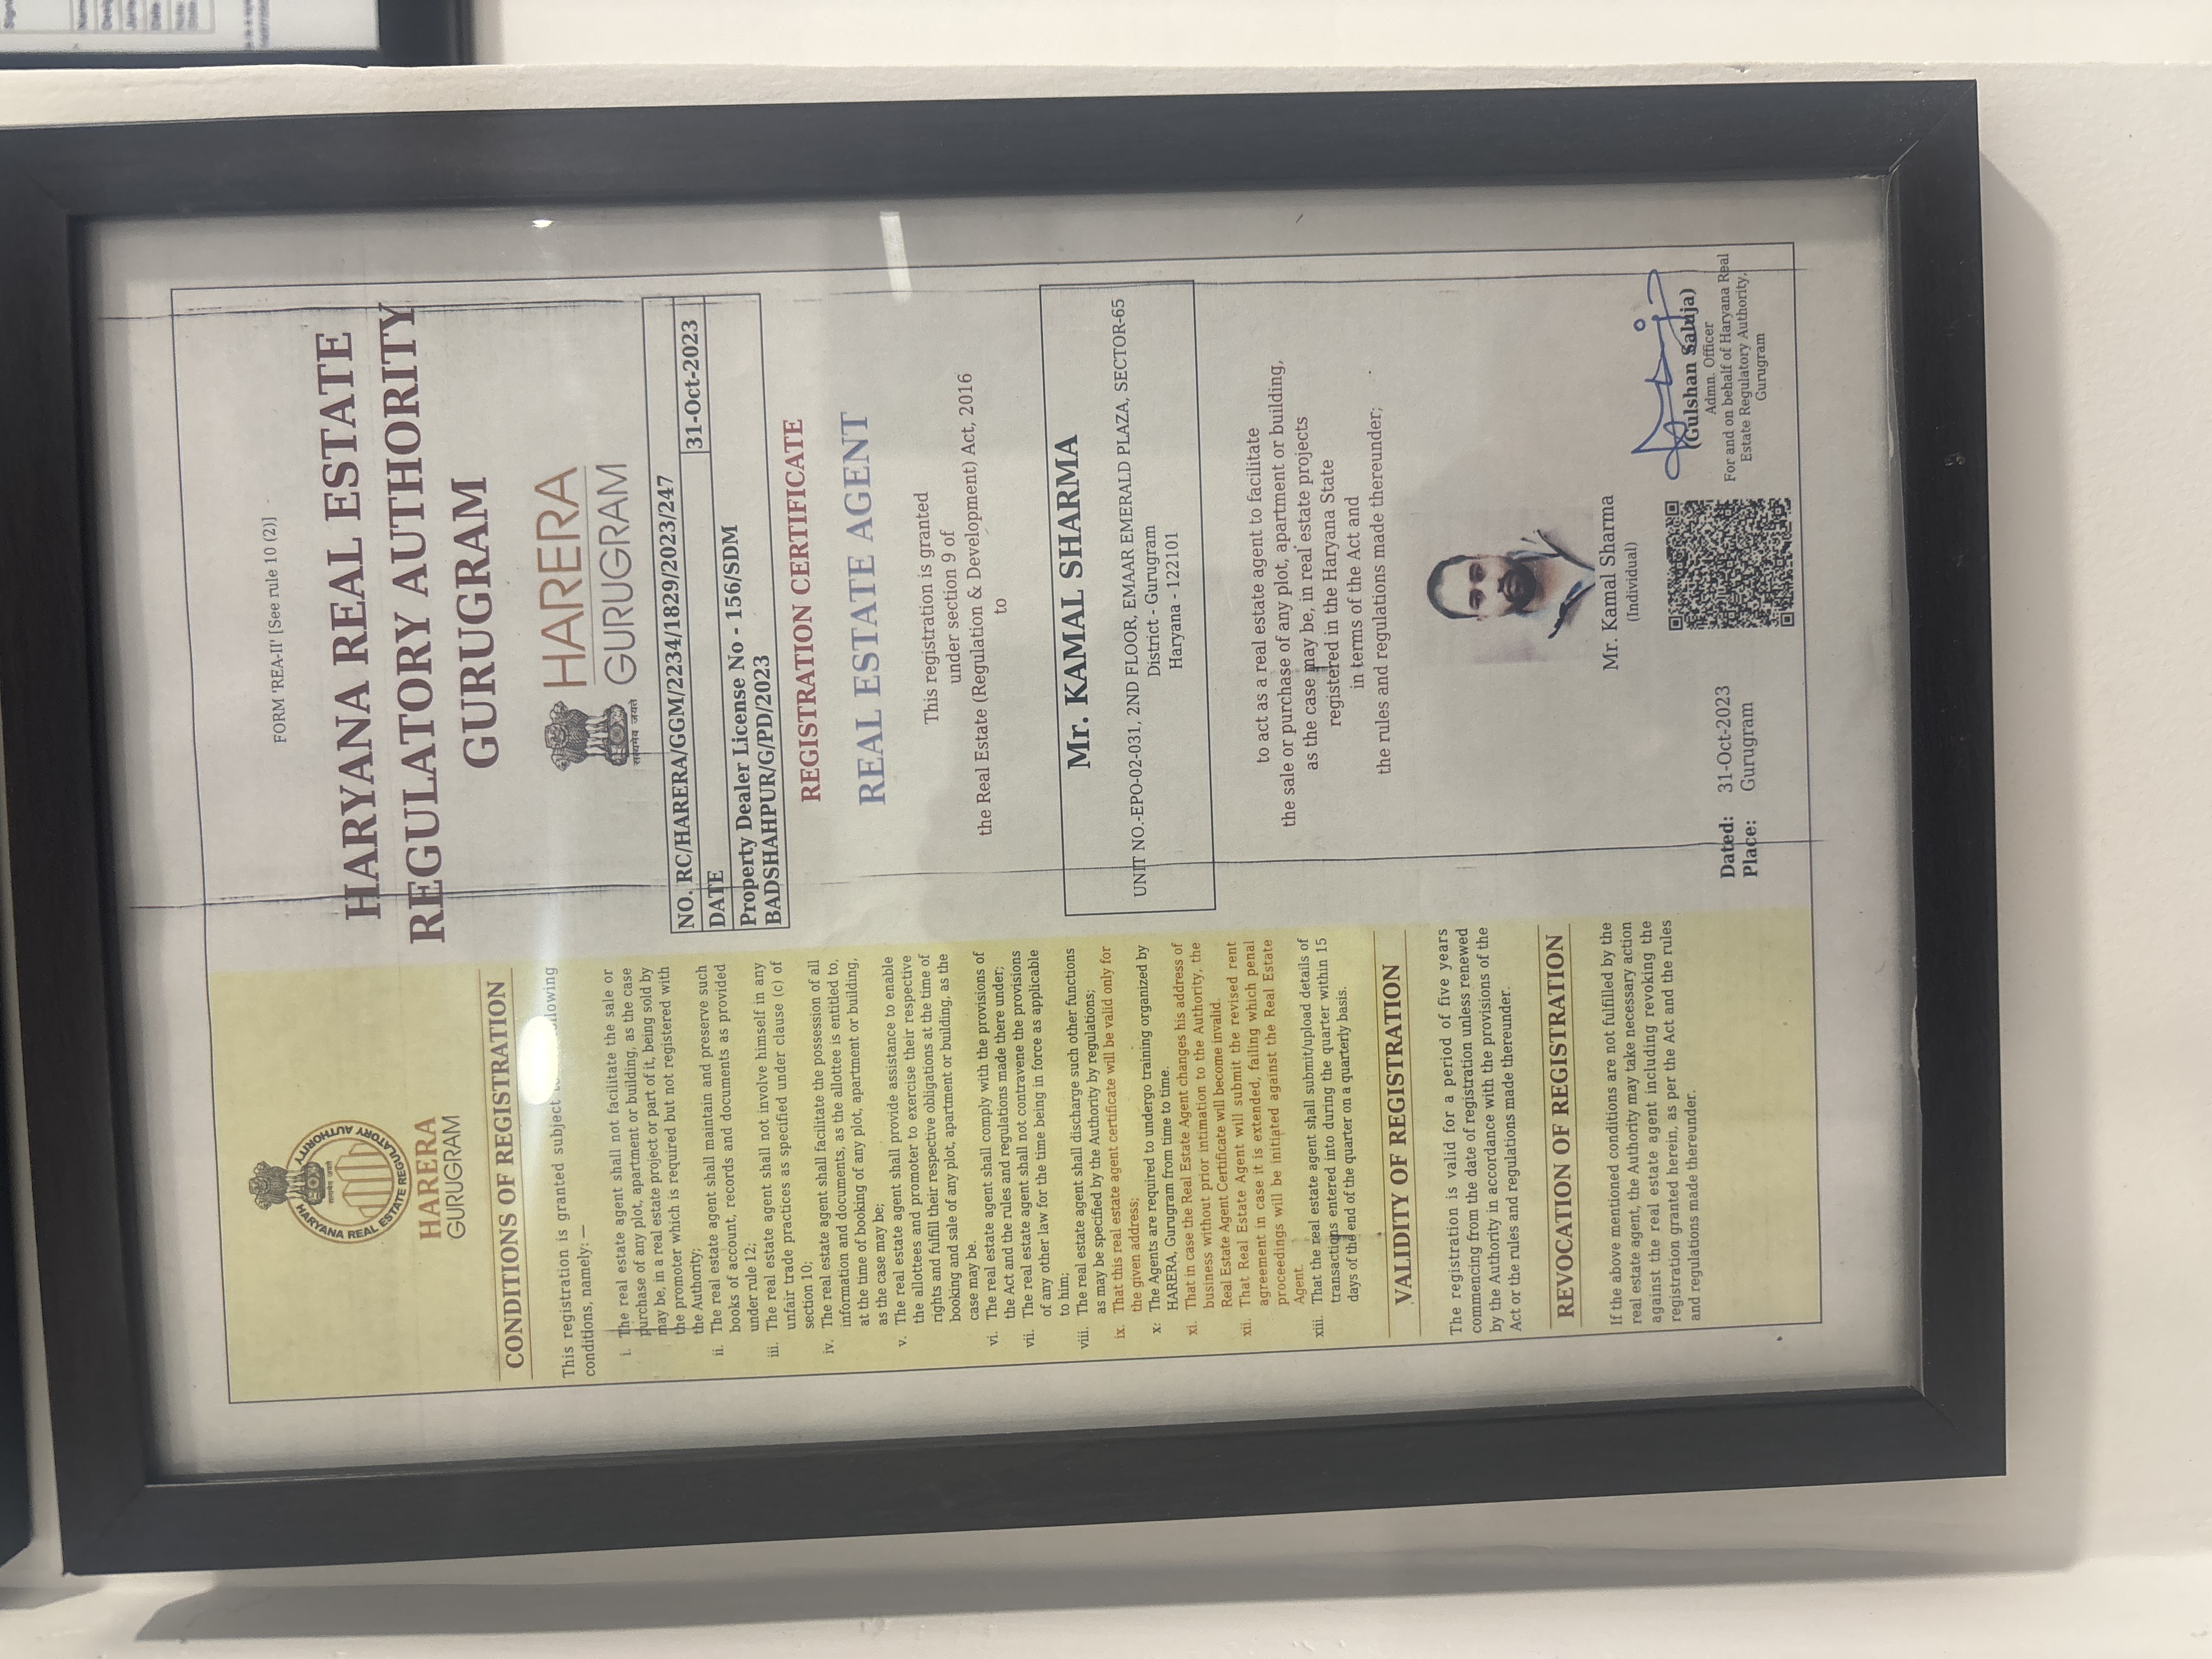 HARYANA REAL ESTATE REGULATORY AUTHORITY
सत्यमेव जयते
HARERA
GURUGRAM
CONDITIONS OF REGISTRATION
This registration is granted subject
conditions, namely: —
i. The real estate agent shall not facilitate the sale or
purchase of any plot, apartment or building, as the case
may be, in a real estate project or part of it, being sold by
the promoter which is required but not registered with
the Authority;
ii. The real estate agent shall maintain and preserve such
books of account, records and documents as provided
under rule 12;
iii. The real estate agent shall not involve himself in any
unfair trade practices as specified under clause (c) of
section 10;
iv. The real estate agent shall facilitate the possession of all
information and documents, as the allottee is entitled to,
at the time of booking of any plot, apartment or building,
as the case may be;
v. The real estate agent shall provide assistance to enable
the allottees and promoter to exercise their respective
rights and fulfill their respective obligations at the time of
booking and sale of any plot, apartment or building, as the
case may be.
vi. The real estate agent shall comply with the provisions of
the Act and the rules and regulations made there under;
vii. The real estate agent shall not contravene the provisions
of any other law for the time being in force as applicable
to him;
viii. The real estate agent shall discharge such other functions
as may be specified by the Authority by regulations;
ix. That this real estate agent certificate will be valid only for
the given address;
x: The Agents are required to undergo training organized by
HARERA, Gurugram from time to time.
xi. That in case the Real Estate Agent changes his address of
business without prior intimation to the Authority, the
Real Estate Agent Certificate will become invalid.
xii. That Real Estate Agent will submit the revised rent
agreement in case it is extended, failing which penal
proceedings will be initiated against the Real Estate
Agent.
xiii. That the real estate agent shall submit/upload details of
transactions entered into during the quarter within 15
days of the end of the quarter on quarterly basis.
VALIDITY OF REGISTRATION
The registration is valid for a period of five years
commencing from the date of registration unless renewed
by the Authority in accordance with the provisions of the
Act or the rules and regulations made thereunder.
REVOCATION OF REGISTRATION
If the above mentioned conditions are not fulfilled by the
real estate agent, the Authority may take necessary action
against the real estate agent including revoking the
registration granted herein, as per the Act and the rules
and regulations made thereunder.
FORM 'REA-II' [See rule 10 (2)]
HARYANA REAL ESTATE
REGULATORY AUTHORITY
GURUGRAM
HARERA
GURUGRAM
सत्यमेव जयते
NO. RC/HARERA/GGM/2234/1829/2023/247
DATE 31-Oct-2023
Property Dealer License No - 156/SDM
BADSHAHPUR/G/PD/2023
REGISTRATION CERTIFICATE
REAL ESTATE AGENT
This registration is granted
under section 9 of
the Real Estate (Regulation & Development) Act, 2016
to
Mr. KAMAL SHARMA
UNIT NO.-EPO-02-031, 2ND FLOOR, EMAAR EMERALD PLAZA, SECTOR-65
District - Gurugram
Haryana - 122101
to act as a real estate agent to facilitate
the sale or purchase of any plot, apartment or building,
as the case may be, in real estate projects
registered in the Haryana State
in terms of the Act and
the rules and regulations made thereunder;
Mr. Kamal Sharma
(Individual)
Dated: 31-Oct-2023
Place: Gurugram
(Gulshan Saluja)
Admn. Officer
For and on behalf of Haryana Real
Estate Regulatory Authority,
Gurugram